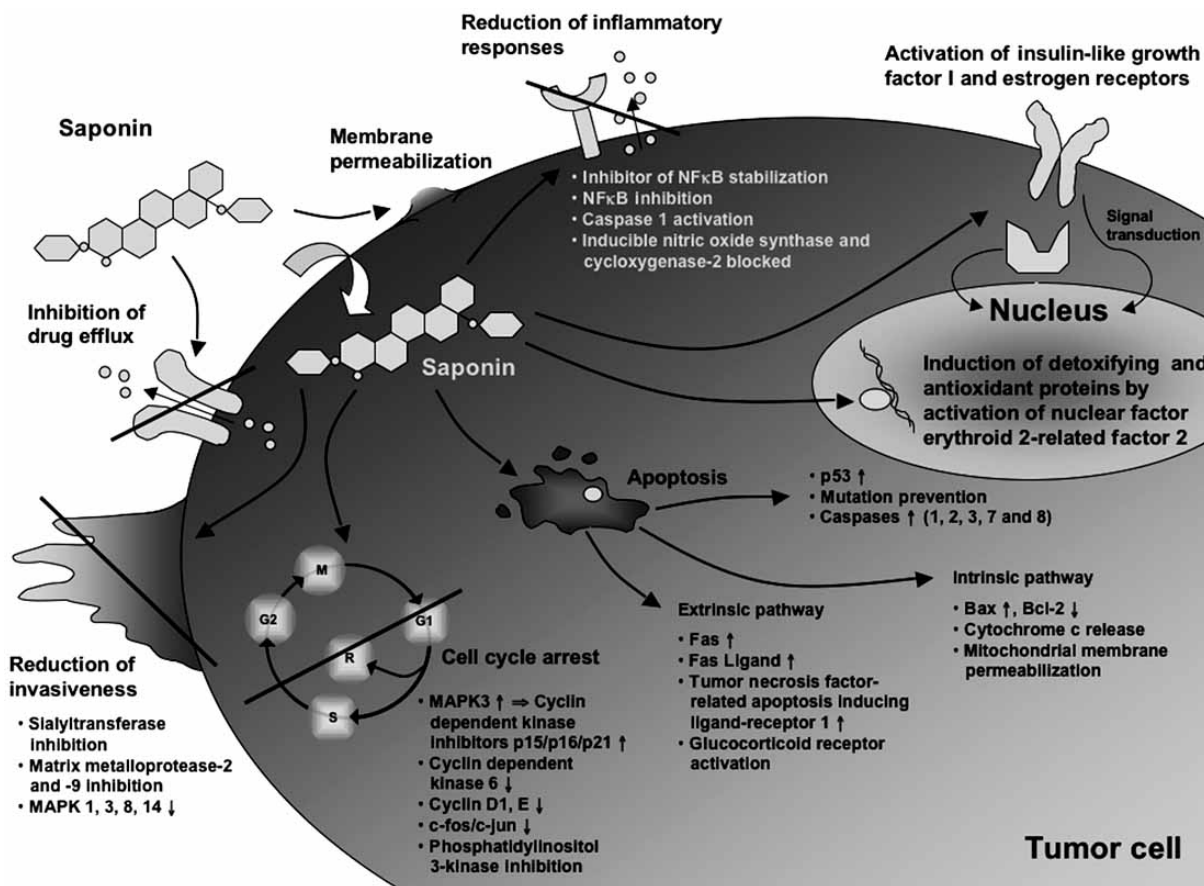 Reduction of inflammatory
responses
Activation of insulin-like growth
factor I and estrogen receptors
Saponin
Membrane
permeabilization
• Inhibitor of NFκB stabilization
• NFκB inhibition
• Caspase 1 activation
• Inducible nitric oxide synthase and
cycloxygenase-2 blocked
Signal
transduction
Inhibition of
drug efflux
Saponin
Nucleus
Induction of detoxifying and
antioxidant proteins by
activation of nuclear factor
erythroid 2-related factor 2
Apoptosis
• p53 ↑
• Mutation prevention
• Caspases ↑ (1, 2, 3, 7 and 8)
M
G1
G2
R
S
Cell cycle arrest
• MAPK3 ↑ ⇒ Cyclin
dependent kinase
inhibitors p15/p16/p21 ↑
• Cyclin dependent
kinase 6 ↓
• Cyclin D1, E ↓
• c-fos/c-jun ↓
• Phosphatidylinositol
3-kinase inhibition
Extrinsic pathway
• Fas ↑
• Fas Ligand ↑
• Tumor necrosis factor-
related apoptosis inducing
ligand-receptor 1 ↑
• Glucocorticoid receptor
activation
Intrinsic pathway
• Bax ↑, Bcl-2 ↓
• Cytochrome c release
• Mitochondrial membrane
permeabilization
Reduction of
invasiveness
• Sialyltransferase
inhibition
• Matrix metalloprotease-2
and -9 inhibition
• MAPK 1, 3, 8, 14 ↓
Tumor cell